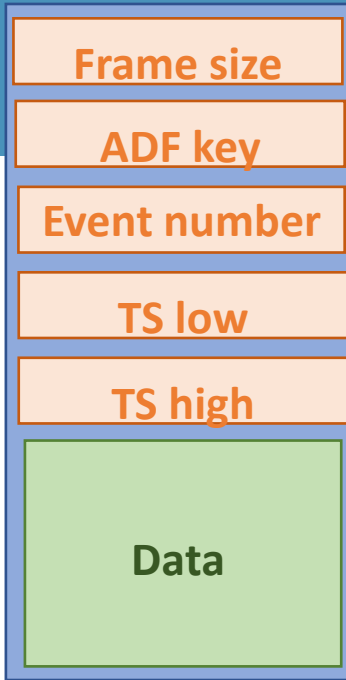 Frame size
ADF key
Event number
TS low
TS high
Data